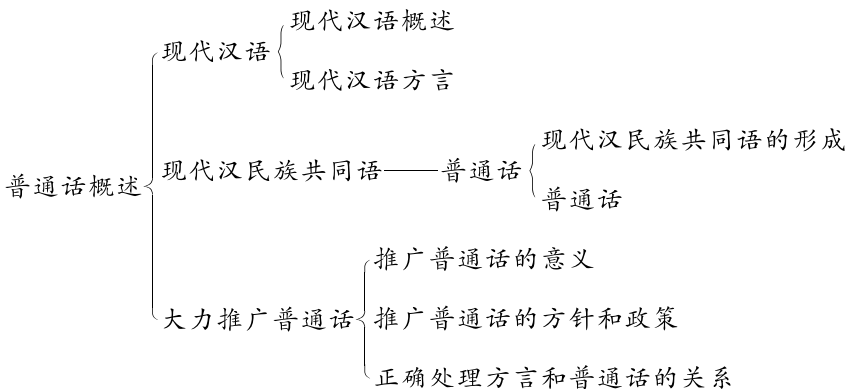 普通话概述
现代汉语
现代汉语概述
现代汉语方言
现代汉民族共同语——普通话
现代汉民族共同语的形成
普通话
大力推广普通话
推广普通话的意义
推广普通话的方针和政策
正确处理方言和普通话的关系